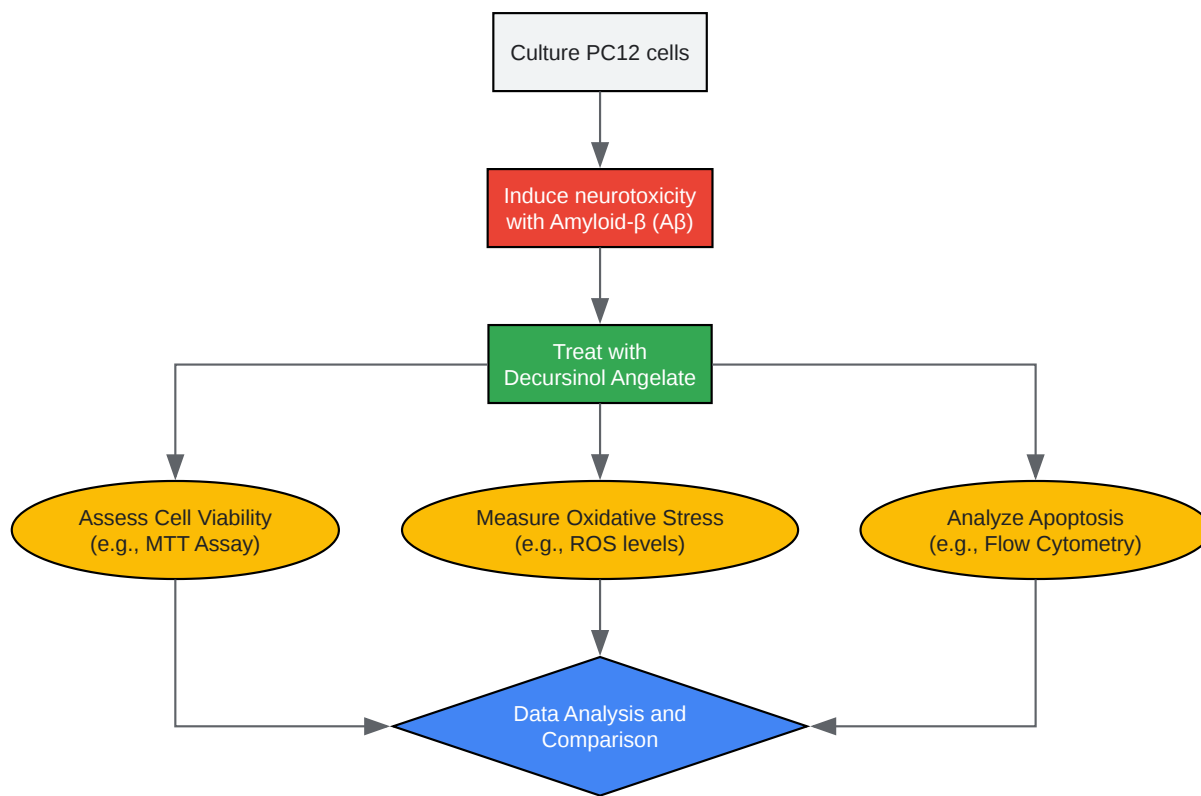 Culture PC12 cells
Induce neurotoxicity
with Amyloid-β (Aβ)
Treat with
Decursinol Angelate
Assess Cell Viability
(e.g., MTT Assay)
Measure Oxidative Stress
(e.g., ROS levels)
Analyze Apoptosis
(e.g., Flow Cytometry)
Data Analysis and
Comparison